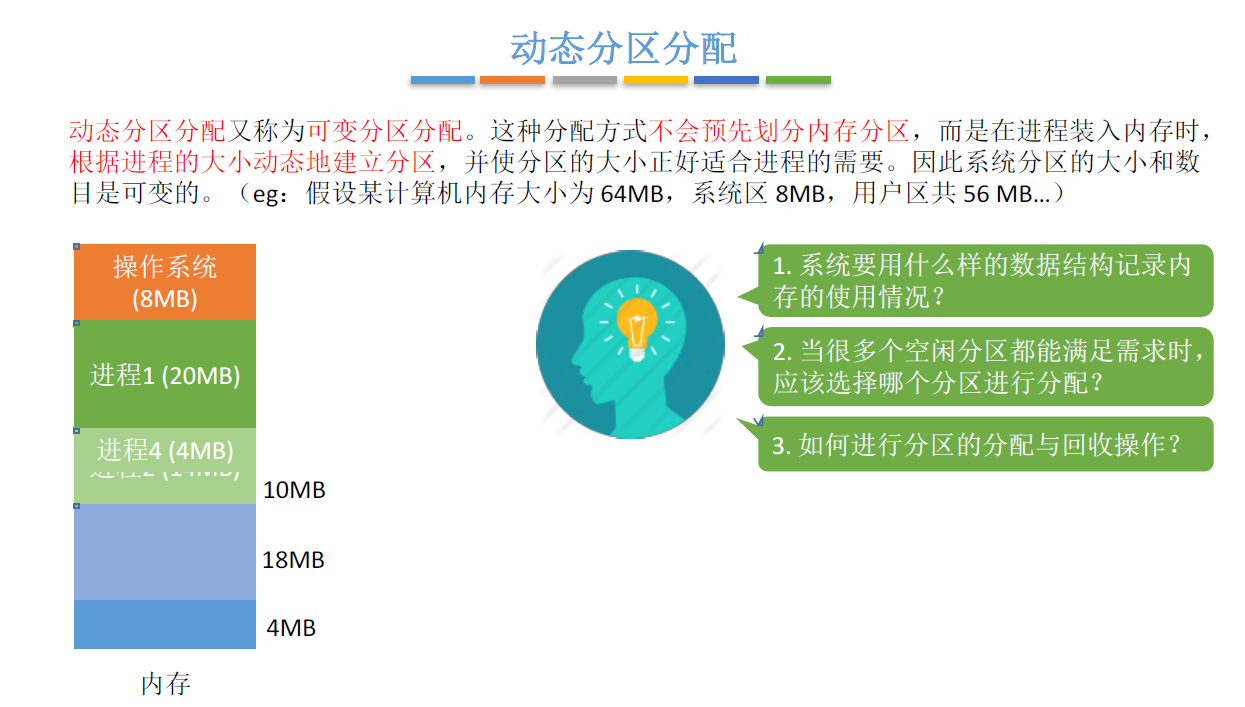 动态分区分配
动态分区分配又称为可变分区分配。这种分配方式不会预先划分内存分区，而是在进程装入内存时，
根据进程的大小动态地建立分区，并使分区的大小正好适合进程的需要。因此系统分区的大小和数
目是可变的。（eg：假设某计算机内存大小为 64MB，系统区 8MB，用户区共 56 MB…）
操作系统
(8MB)
进程1 (20MB)
进程4 (4MB)
进程2 (14MB)
10MB
18MB
4MB
内存
1. 系统要用什么样的数据结构记录内
存的使用情况？
2. 当很多个空闲分区都能满足需求时，
应该选择哪个分区进行分配？
3. 如何进行分区的分配与回收操作？